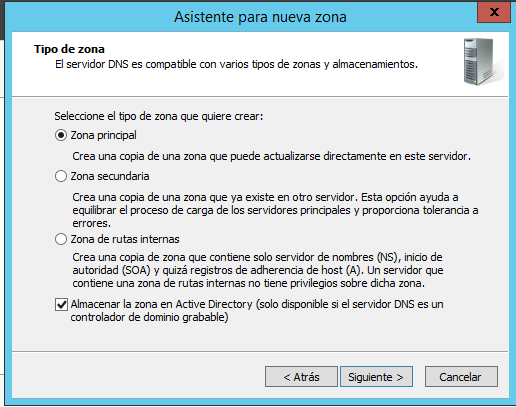 Asistente para nueva zona
x
Tipo de zona
El servidor DNS es compatible con varios tipos de zonas y almacenamientos.
Seleccione el tipo de zona que quiere crear:
Zona principal
Crea una copia de una zona que puede actualizarse directamente en este servidor.
Zona secundaria
Crea una copia de una zona que ya existe en otro servidor. Esta opción ayuda a
equilibrar el proceso de carga de los servidores principales y proporciona tolerancia a
errores.
Zona de rutas internas
Crea copia de zona que contiene solo servidor de nombres (NS), inicio de
autoridad (SOA) y quizá registros de adherencia de host (A). Un servidor que
contiene una zona de rutas internas no tiene privilegios sobre dicha zona.
Almacenar la zona en Active Directory (solo disponible si el servidor DNS es un
controlador de dominio grabable)
< Atrás Siguiente > Cancelar